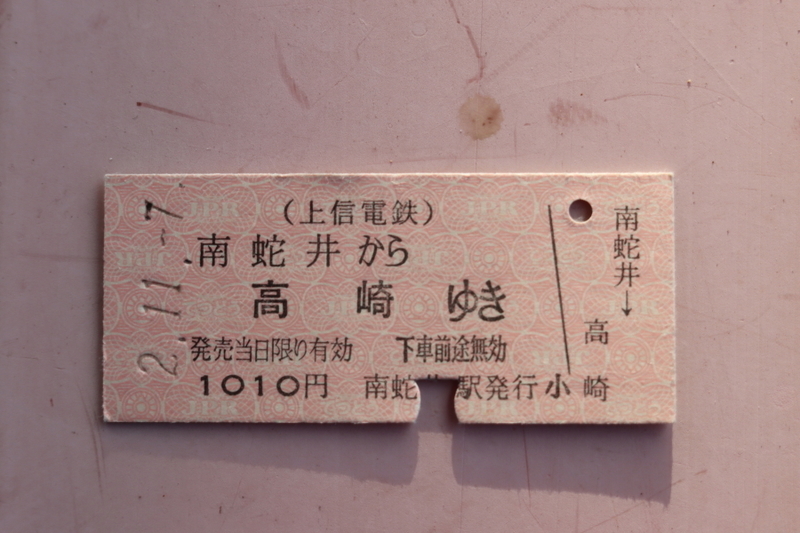 2.11.-7.
（上信電鉄）
南蛇井から
高崎ゆき
発売当日限り有効 下車前途無効
1010円 南蛇井駅発行 小
南蛇井→
高
崎